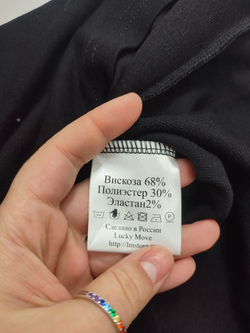 Вискоза 68%
Полиэстер 30%
Эластан2%
Сделано в России
Lucky Move